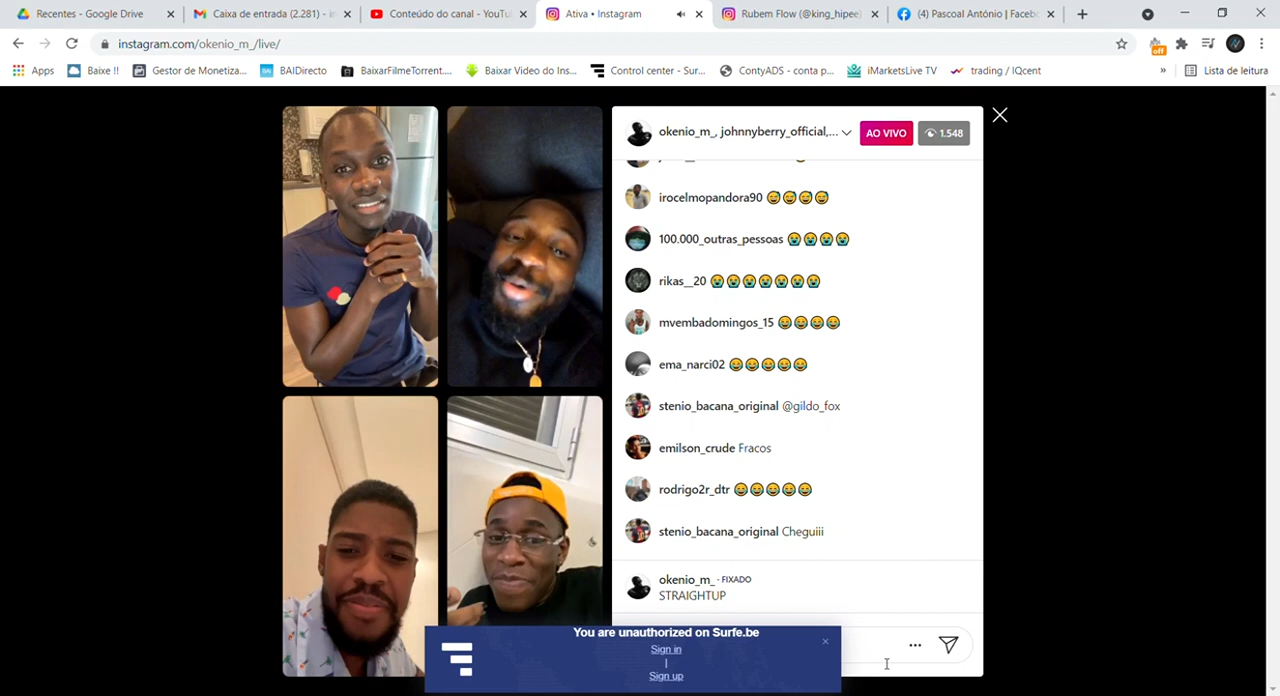 Recentes - Google Drive
Caixa de entrada (2.281) - in
Conteúdo do canal - YouTu
Ativa • Instagram
Rubem Flow (@king_hipee)
(4) Pascoal António | Faceb
instagram.com/okenio_m_/live/
off
Apps
Baixe !!
Gestor de Monetiza...
BAIDirecto
BaixarFilmeTorrent....
Baixar Video do Ins...
Control center - Sur...
ContyADS - conta p...
iMarketsLive TV
trading / IQcent
»
Lista de leitura
okenio_m_, johnnyberry_official,...
AO VIVO
1.548
irocelmopandora90 😅😅😅😅
100.000_outras_pessoas 😭😭😭😭
rikas__20 😭😭😭😭😭😭😭
mvembadomingos_15 😂😂😂😂
ema_narci02 😂😂😂😂😂
stenio_bacana_original @gildo_fox
emilson_crude Fracos
rodrigo2r_dtr 😂😂😂😂😂
stenio_bacana_original Cheguiii
okenio_m_ · FIXADO
STRAIGHTUP
You are unauthorized on Surfe.be
Sign in
|
Sign up